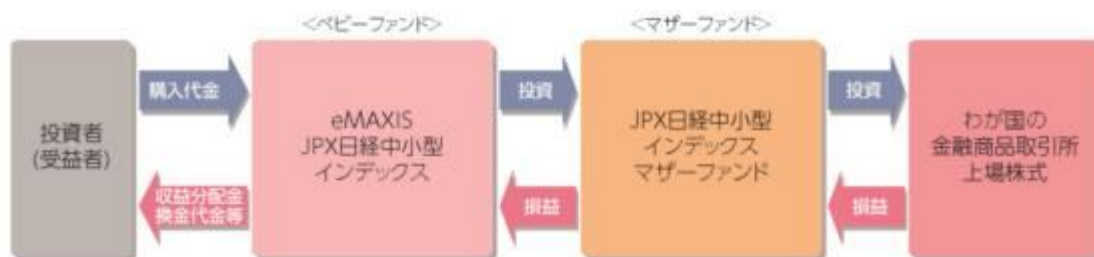 <ベビーファンド>
<マザーファンド>
投資者
(受益者)
購入代金
収益分配金
換金代金等
eMAXIS
JPX日経中小型
インデックス
投資
損益
JPX日経中小型
インデックス
マザーファンド
投資
損益
わが国の
金融商品取引所
上場株式